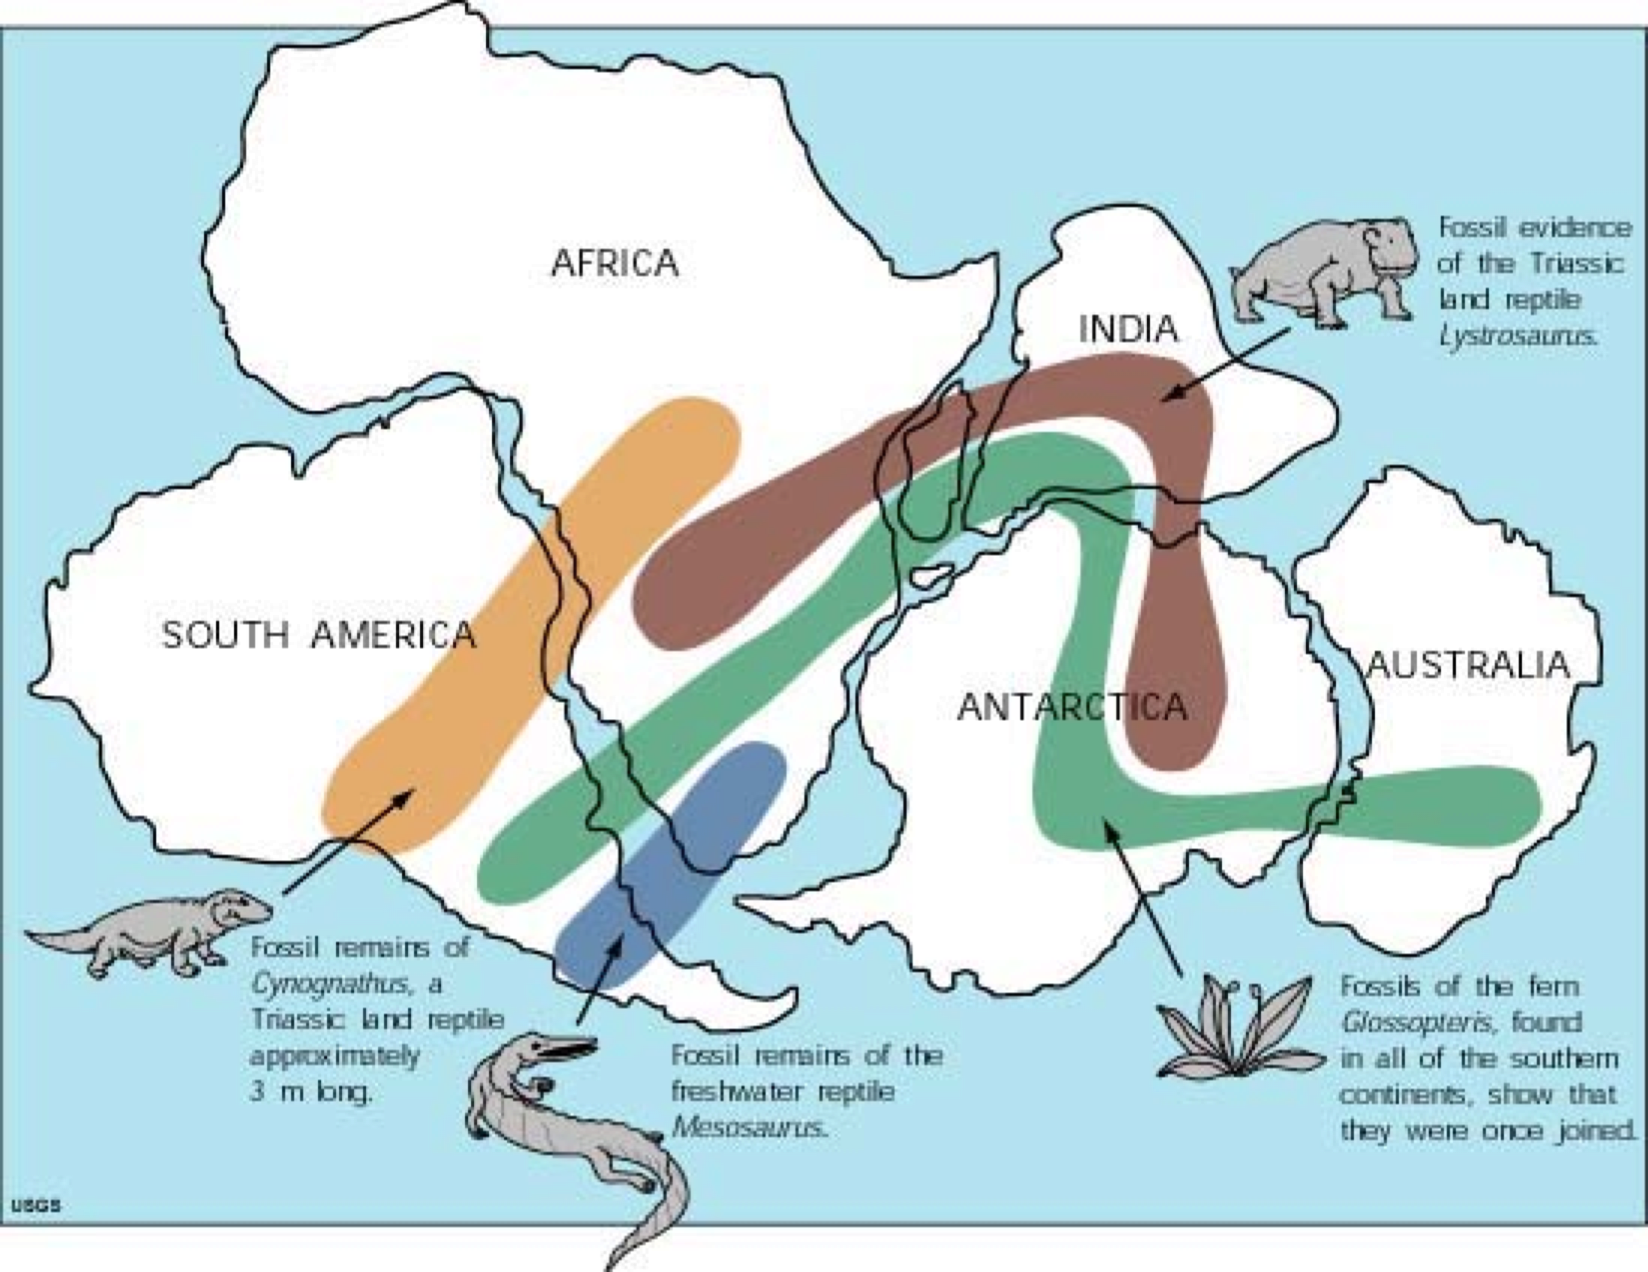 AFRICA
INDIA
Fossil evidence
of the Triassic
land reptile
Lystrosaurus.
SOUTH AMERICA
ANTARCTICA
AUSTRALIA
Fossil remains of
Cynognathus, a
Triassic land reptile
approximately
3 m long.
Fossil remains of the
freshwater reptile
Mesosaurus.
Fossils of the fern
Glossopteris, found
in all of the southern
continents, show that
they were once joined.
USGS